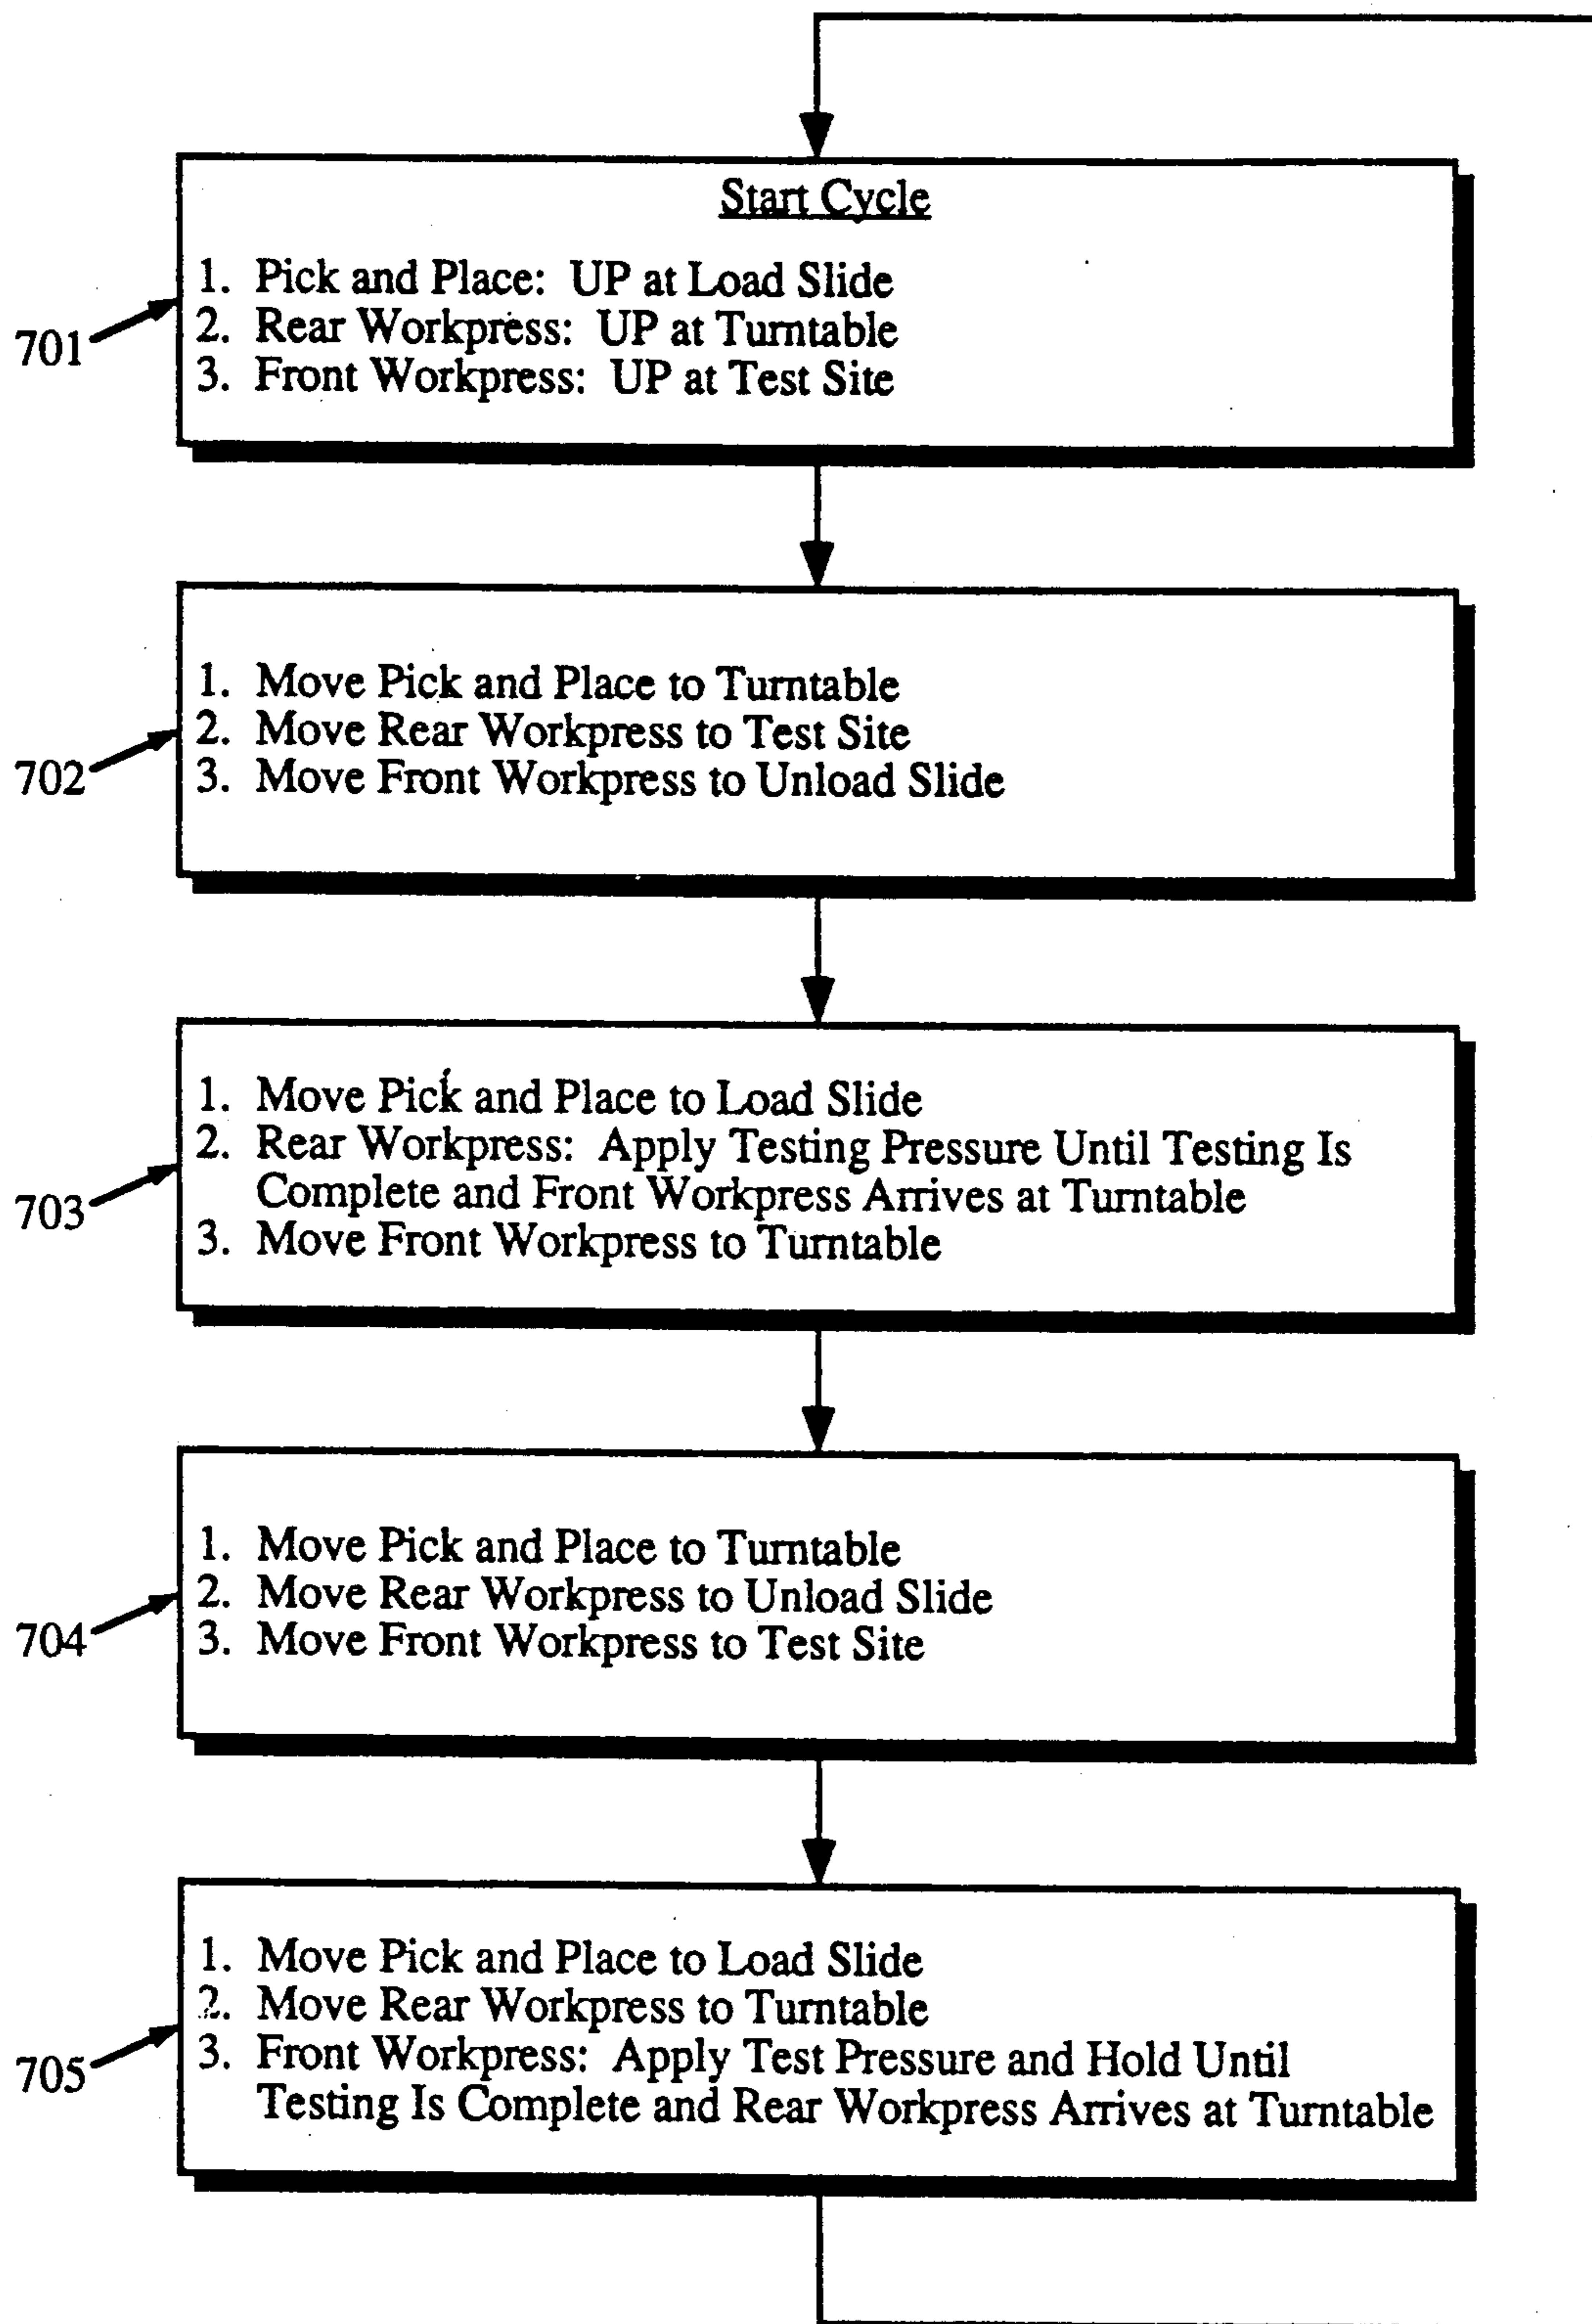 Start Cycle
1. Pick and Place: UP at Load Slide
2. Rear Workpress: UP at Turntable
3. Front Workpress: UP at Test Site
701
1. Move Pick and Place to Turntable
2. Move Rear Workpress to Test Site
3. Move Front Workpress to Unload Slide
702
1. Move Pick and Place to Load Slide
2. Rear Workpress: Apply Testing Pressure Until Testing Is
Complete and Front Workpress Arrives at Turntable
3. Move Front Workpress to Turntable
703
1. Move Pick and Place to Turntable
2. Move Rear Workpress to Unload Slide
3. Move Front Workpress to Test Site
704
1. Move Pick and Place to Load Slide
2. Move Rear Workpress to Turntable
3. Front Workpress: Apply Test Pressure and Hold Until
Testing Is Complete and Rear Workpress Arrives at Turntable
705